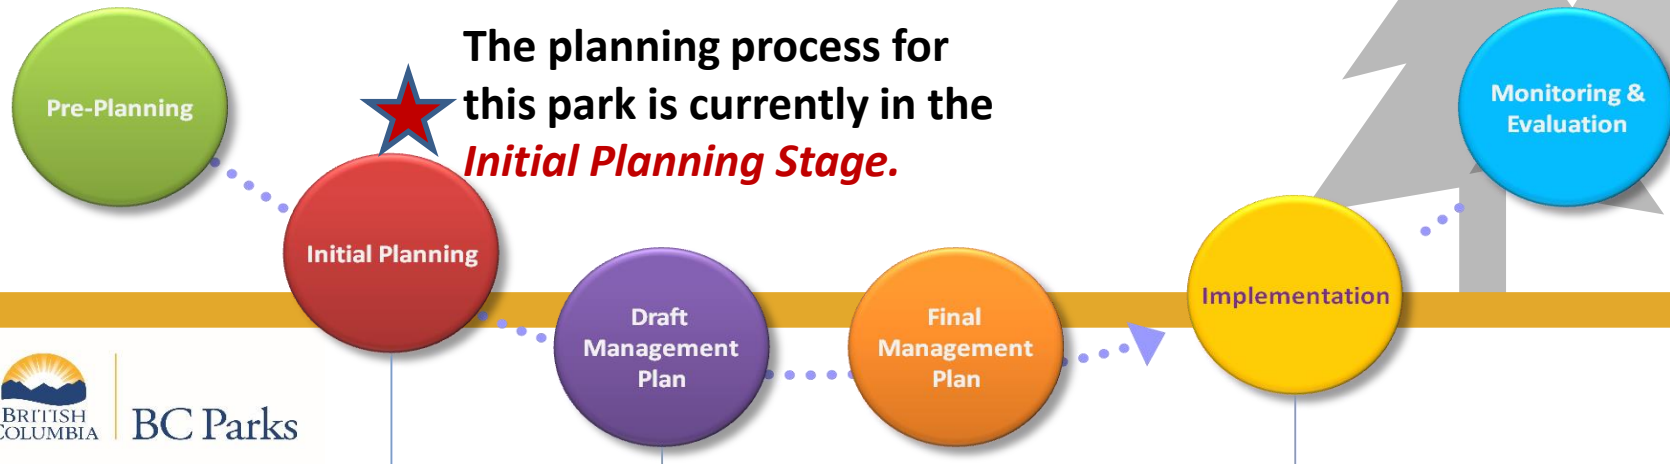 The planning process for
this park is currently in the
Initial Planning Stage.
Pre-Planning
Initial Planning
Draft
Management
Plan
Final
Management
Plan
Implementation
Monitoring &
Evaluation
BRITISH
COLUMBIA
BC Parks